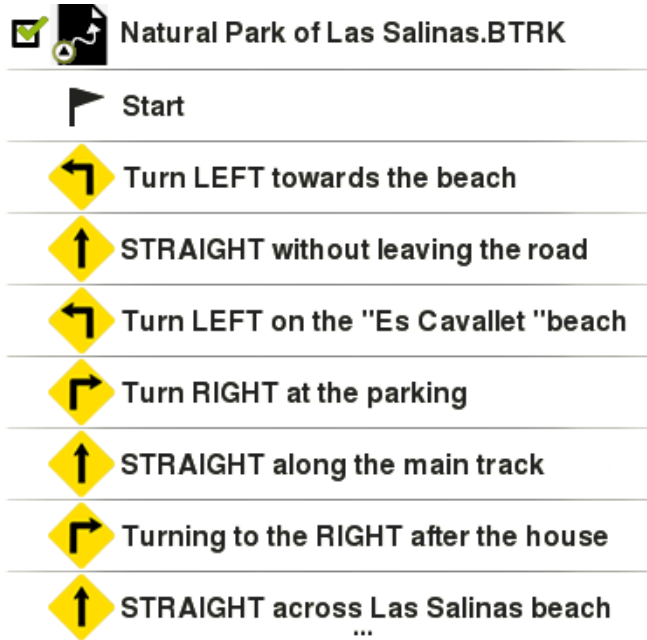 Natural Park of Las Salinas.BTRK
Start
Turn LEFT towards the beach
STRAIGHT without leaving the road
Turn LEFT on the "Es Cavallet "beach
Turn RIGHT at the parking
STRAIGHT along the main track
Turning to the RIGHT after the house
STRAIGHT across Las Salinas beach
...